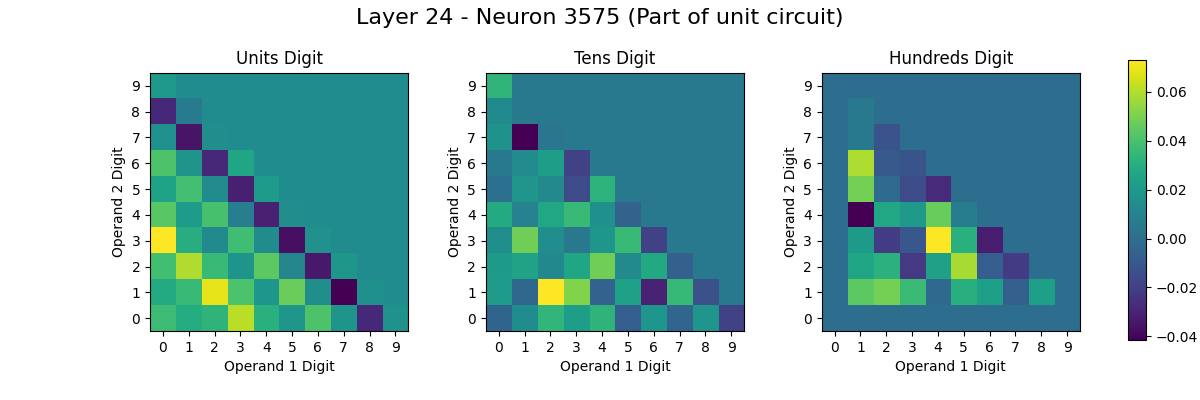 Layer 24 - Neuron 3575 (Part of unit circuit)
Units Digit
Tens Digit
Hundreds Digit
Operand 2 Digit
9
8
7
6
5
4
3
2
1
0
0 1 2 3 4 5 6 7 8 9
Operand 1 Digit
Operand 2 Digit
9
8
7
6
5
4
3
2
1
0
0 1 2 3 4 5 6 7 8 9
Operand 1 Digit
Operand 2 Digit
9
8
7
6
5
4
3
2
1
0
0 1 2 3 4 5 6 7 8 9
Operand 1 Digit
0.06
0.04
0.02
0.00
−0.02
−0.04